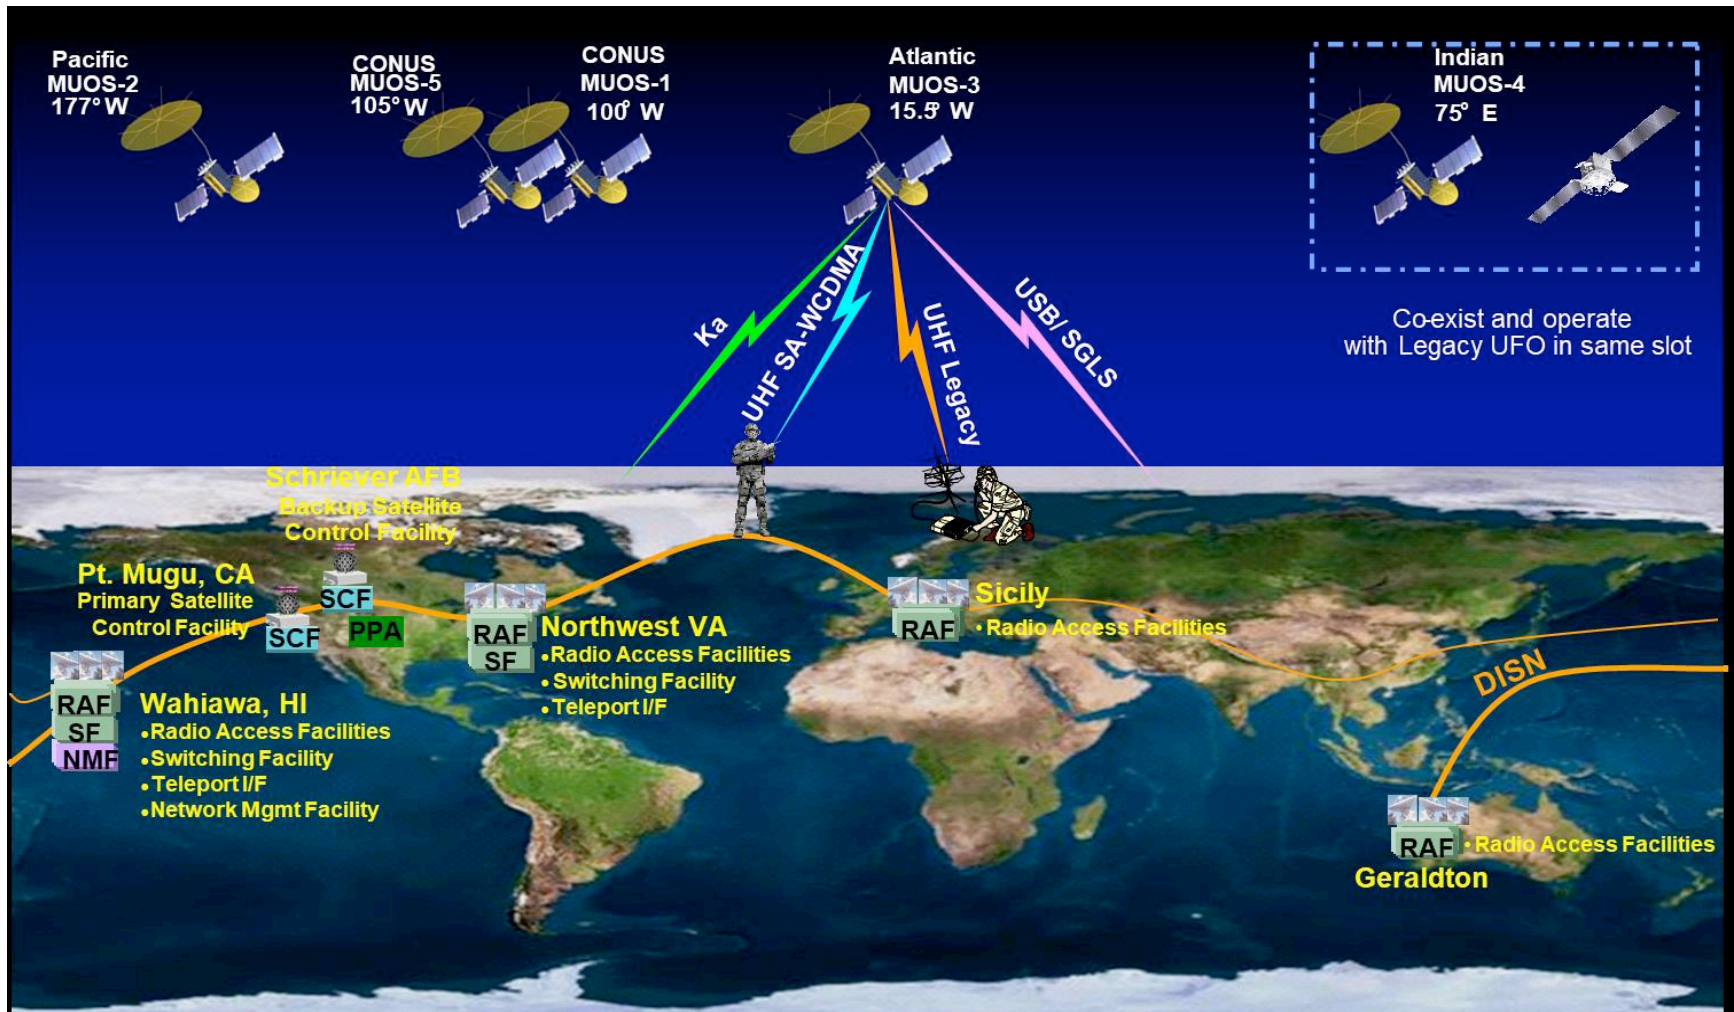 Pacific
MUOS-2
177° W
CONUS
MUOS-5
105° W
CONUS
MUOS-1
100° W
Atlantic
MUOS-3
15.5° W
Indian
MUOS-4
75° E
Co-exist and operate
with Legacy UFO in same slot
Ka
UHF SA-WCDMA
UHF Legacy
USB/ SGLS
Schriever AFB
Backup Satellite
Control Facility
Pt. Mugu, CA
Primary Satellite
Control Facility
SCF
SCF
PPA
RAF
SF
Northwest VA
•Radio Access Facilities
•Switching Facility
•Teleport I/F
RAF
Sicily
• Radio Access Facilities
RAF
SF
NMF
Wahiawa, HI
•Radio Access Facilities
•Switching Facility
•Teleport I/F
•Network Mgmt Facility
DISN
RAF
• Radio Access Facilities
Geraldton